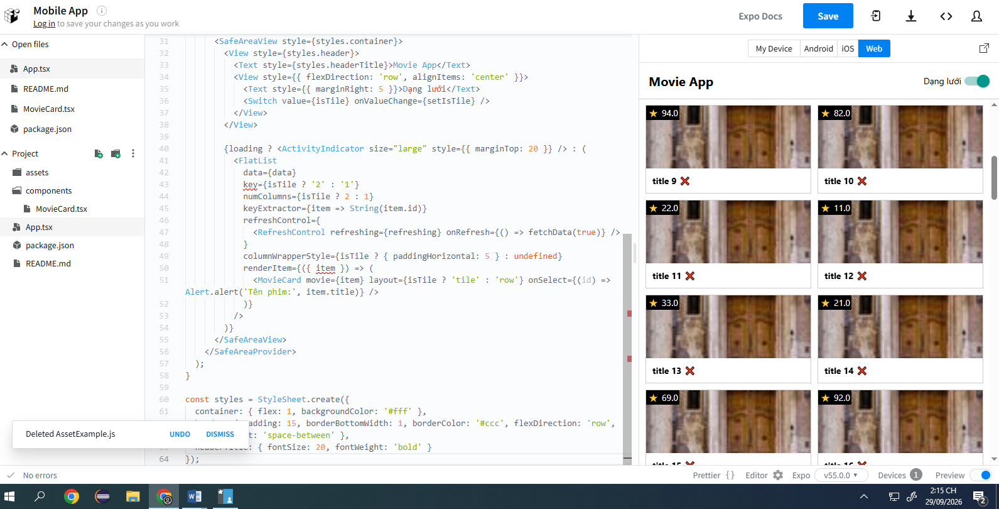 Mobile App
Log in to save your changes as you work
Expo Docs
Save
Open files
App.tsx
README.md
MovieCard.tsx
package.json
Project
assets
components
MovieCard.tsx
App.tsx
package.json
README.md
31 <SafeAreaView style={styles.container}>
32 <View style={styles.header}>
33 <Text style={styles.headerTitle}>Movie App</Text>
34 <View style={{ flexDirection: 'row', alignItems: 'center' }}>
35 <Text style={{ marginRight: 5 }}>Dạng lưới</Text>
36 <Switch value={isTile} onValueChange={setIsTile} />
37 </View>
38 </View>
39
40 {loading ? <ActivityIndicator size="large" style={{ marginTop: 20 }} /> : (
41 <FlatList
42 data={data}
43 key={isTile ? '2' : '1'}
44 numColumns={isTile ? 2 : 1}
45 keyExtractor={item => String(item.id)}
46 refreshControl={
47 <RefreshControl refreshing={refreshing} onRefresh={() => fetchData(true)} />
48 }
49 columnWrapperStyle={isTile ? { paddingHorizontal: 5 } : undefined}
50 renderItem={({ item }) => (
51 <MovieCard movie={item} layout={isTile ? 'tile' : 'row'} onSelect={(id) =>
Alert.alert('Tên phim:', item.title)} />
52 )}
53 />
54 )}
55 </SafeAreaView>
56 </SafeAreaProvider>
57 );
58 }
59
60 const styles = StyleSheet.create({
61 container: { flex: 1, backgroundColor: '#fff' },
adding: 15, borderBottomWidth: 1, borderColor: '#ccc', flexDirection: 'row',
t: 'space-between' },
: { fontSize: 20, fontWeight: 'bold' }
64 });
Deleted AssetExample.js
UNDO
DISMISS
My Device
Android
iOS
Web
Movie App
Dạng lưới
94.0
82.0
title 9 ❌
title 10 ❌
22.0
11.0
title 11 ❌
title 12 ❌
33.0
21.0
title 13 ❌
title 14 ❌
69.0
92.0
title 15 ❌
title 16 ❌
No errors
Prettier {}
Editor
Expo
v55.0.0
Devices 1
Preview
2:15 CH
29/09/2026
2